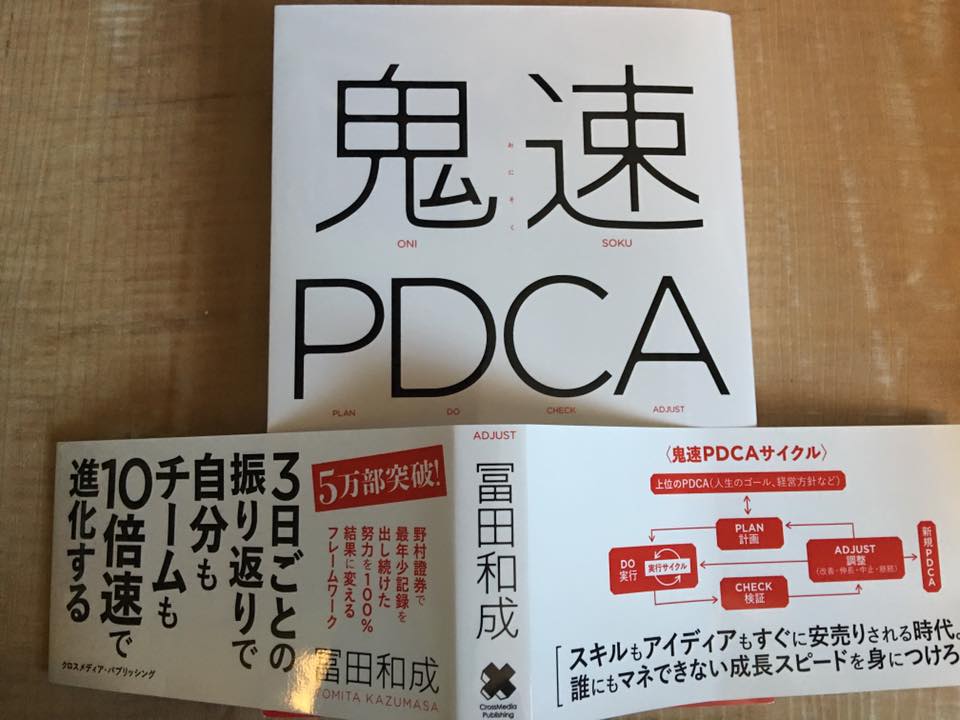 鬼速
おにそく
ONI SOKU
PDCA
PLAN DO CHECK ADJUST
3日ごとの
振り返りで
自分も
チームも
10倍速で
進化する
クロスメディア・パブリッシング
5万部突破!
野村證券で
最年少記録を
出し続けた
努力を100%
結果に変える
フレームワーク
冨田和成
TOMITA KAZUMASA
ADJUST
冨田和成
CrossMedia
Publishing
〈鬼速PDCAサイクル〉
上位のPDCA(人生のゴール、経営方針など)
PLAN
計画
DO
実行
実行サイクル
CHECK
検証
ADJUST
調整
(改善・伸長・中止・継続)
新規PDCA
スキルもアイディアもすぐに安売りされる時代。
誰にもマネできない成長スピードを身につけろ